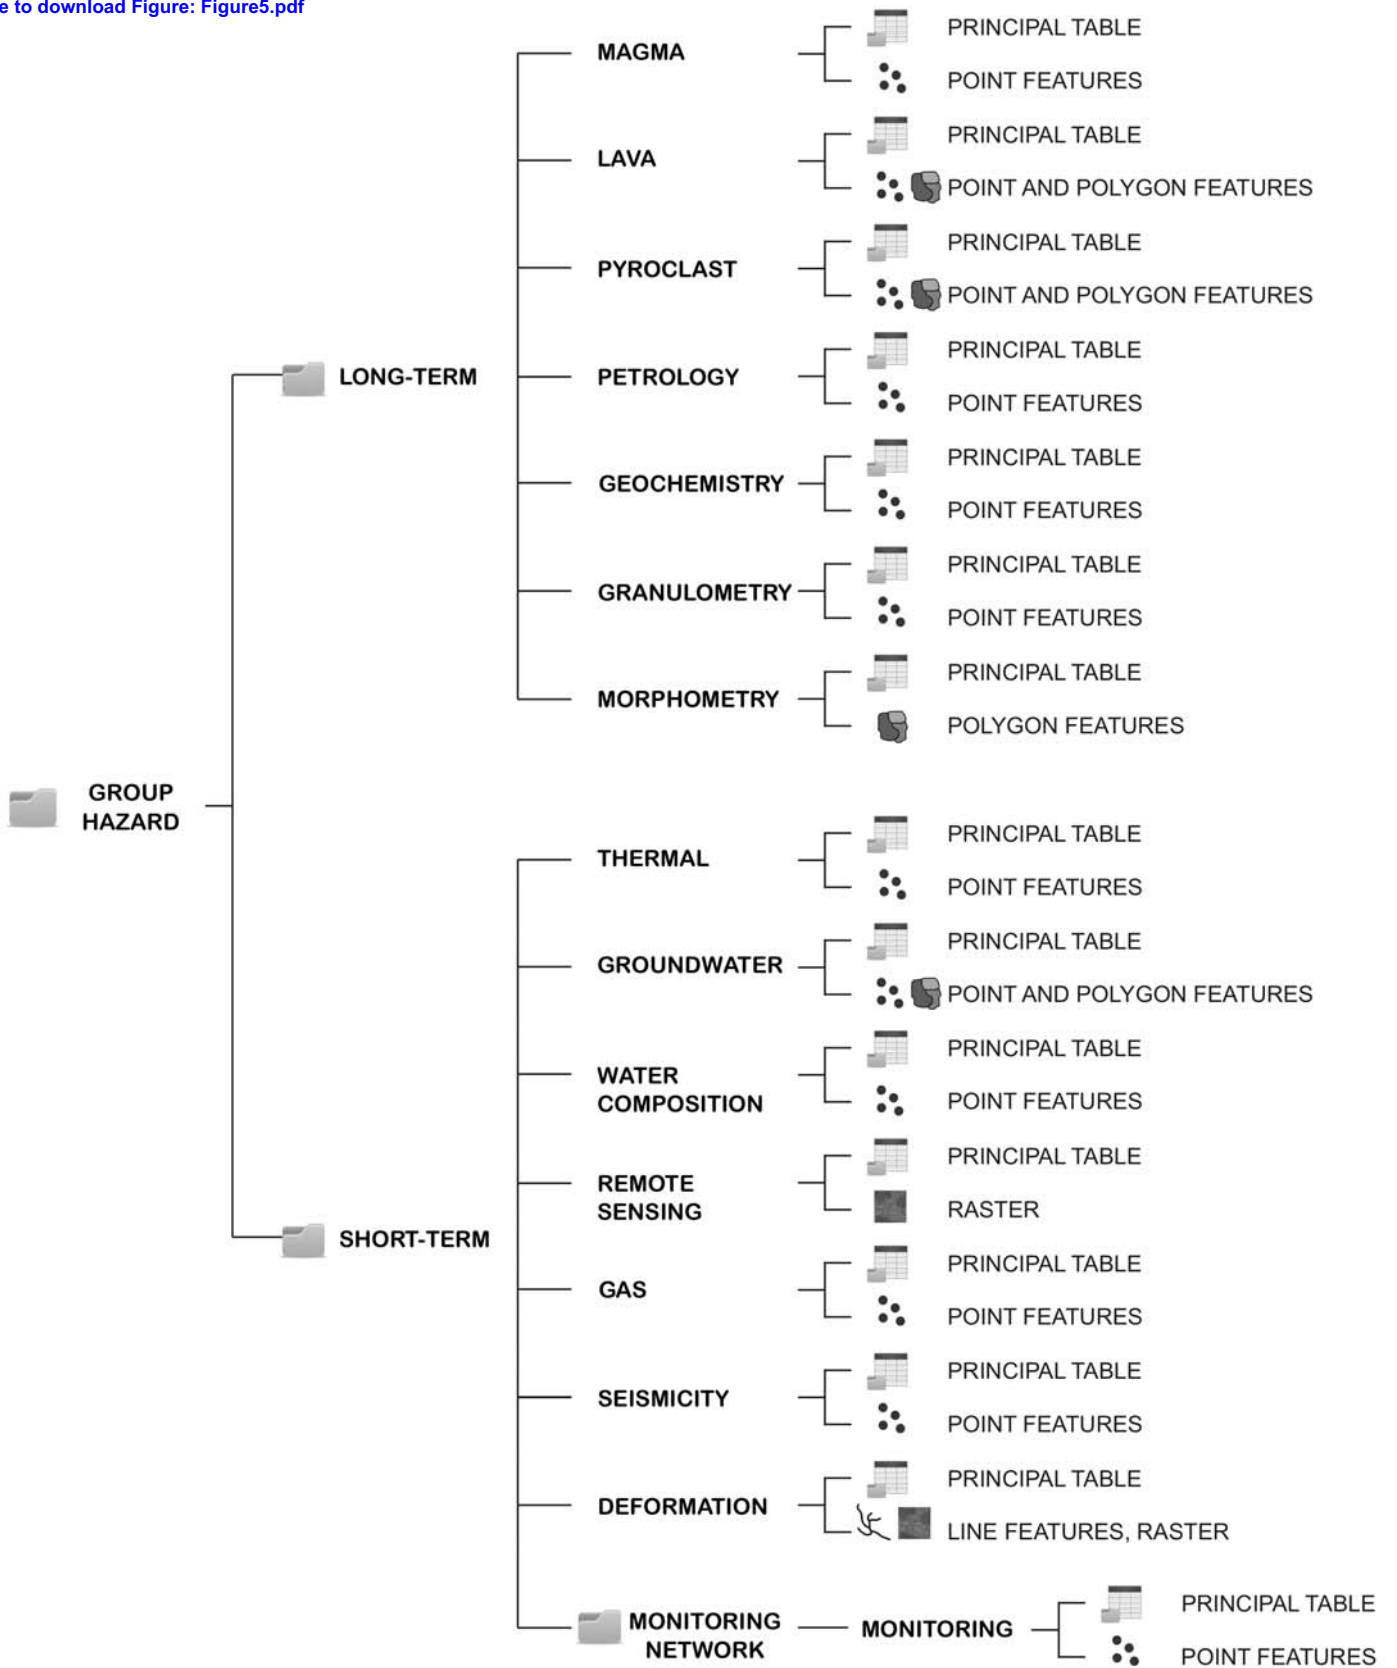 e to download Figure: Figure5.pdf
MAGMA
PRINCIPAL TABLE
POINT FEATURES
LAVA
PRINCIPAL TABLE
POINT AND POLYGON FEATURES
PYROCLAST
PRINCIPAL TABLE
POINT AND POLYGON FEATURES
LONG-TERM
PETROLOGY
PRINCIPAL TABLE
POINT FEATURES
GEOCHEMISTRY
PRINCIPAL TABLE
POINT FEATURES
GRANULOMETRY
PRINCIPAL TABLE
POINT FEATURES
MORPHOMETRY
PRINCIPAL TABLE
POLYGON FEATURES
GROUP
HAZARD
THERMAL
PRINCIPAL TABLE
POINT FEATURES
GROUNDWATER
PRINCIPAL TABLE
POINT AND POLYGON FEATURES
WATER
COMPOSITION
PRINCIPAL TABLE
POINT FEATURES
REMOTE
SENSING
PRINCIPAL TABLE
RASTER
SHORT-TERM
GAS
PRINCIPAL TABLE
POINT FEATURES
SEISMICITY
PRINCIPAL TABLE
POINT FEATURES
DEFORMATION
PRINCIPAL TABLE
LINE FEATURES, RASTER
MONITORING
NETWORK
MONITORING
PRINCIPAL TABLE
POINT FEATURES